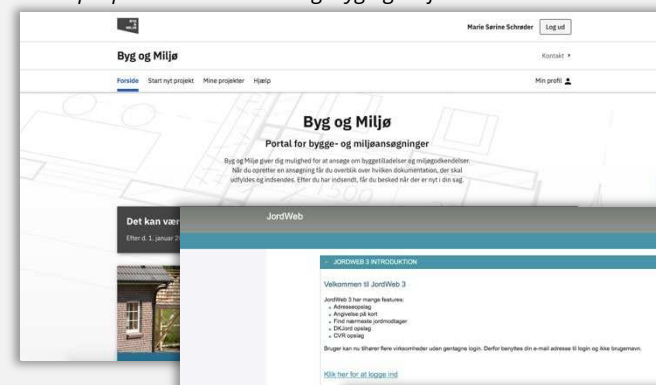 Marie Sørine Schrøder
Log ud
Byg og Miljø
Kontakt
Forside Start nyt projekt Mine projekter Hjælp
Min profil
Byg og Miljø
Portal for bygge- og miljøansøgninger
Byg og Miljø giver dig mulighed for at ansøge om byggetilladelser og miljøgodkendelser.
Når du opretter en ansøgning får du overblik over hvilken dokumentation, der skal
udfyldes og indsendes. Efter du har indsendt, får du besked når der er nyt i din sag.
Det kan vær
Efter d. 1. januar 2
JordWeb
- JORDWEB 3 INTRODUKTION
Velkommen til JordWeb 3
JordWeb 3 har mange features:
Adresseopslag
Angivelse på kort
Find nærmeste jordmodtager
DKJord opslag
CVR opslag
Bruger kan nu tilhører flere virksomheder uden gentagne login. Derfor benyttes din e-mail adresse til login og ikke brugernavn.
Klik her for at logge ind